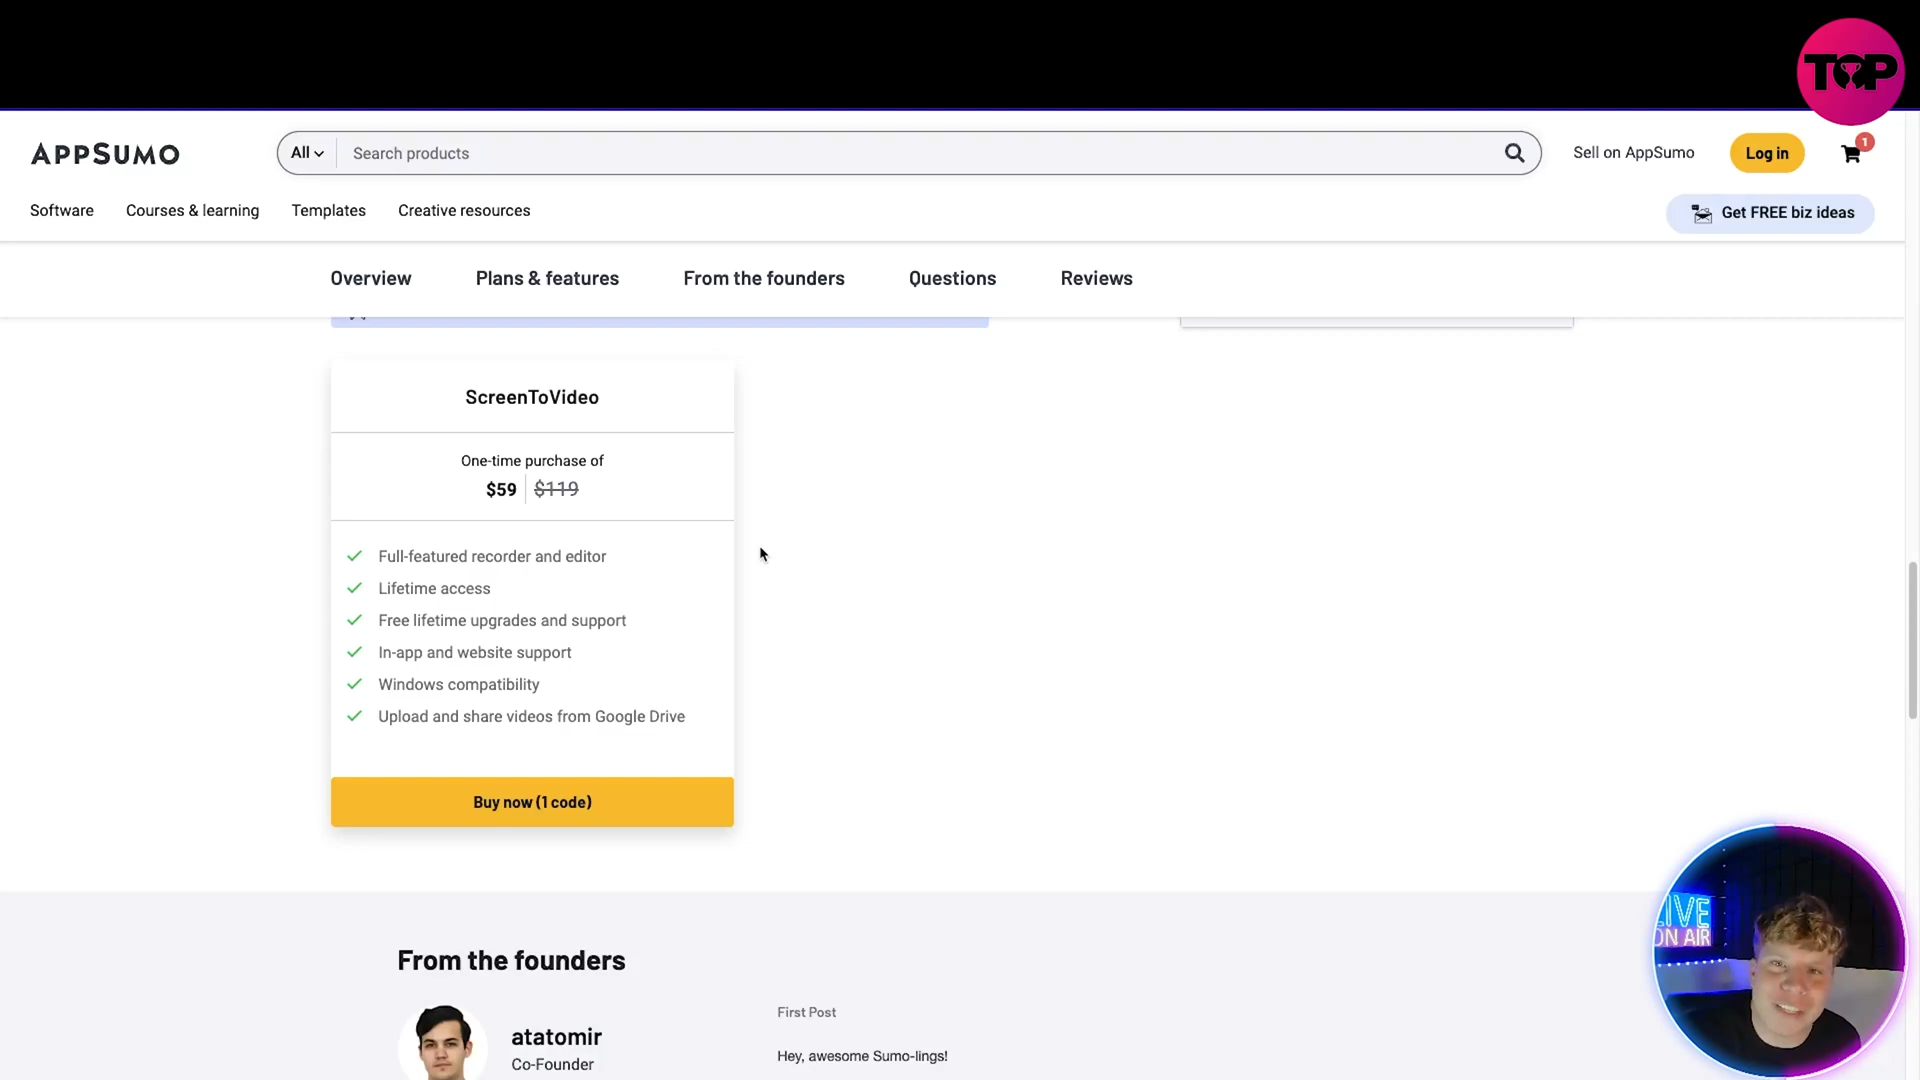 TOP
APPSUMO
All
Search products
Sell on AppSumo
Log in
1
Software
Courses & learning
Templates
Creative resources
Get FREE biz ideas
Overview
Plans & features
From the founders
Questions
Reviews
ScreenToVideo
One-time purchase of
$59 $119
Full-featured recorder and editor
Lifetime access
Free lifetime upgrades and support
In-app and website support
Windows compatibility
Upload and share videos from Google Drive
Buy now (1 code)
From the founders
atatomir
Co-Founder
First Post
Hey, awesome Sumo-lings!
LIVE
ON AIR